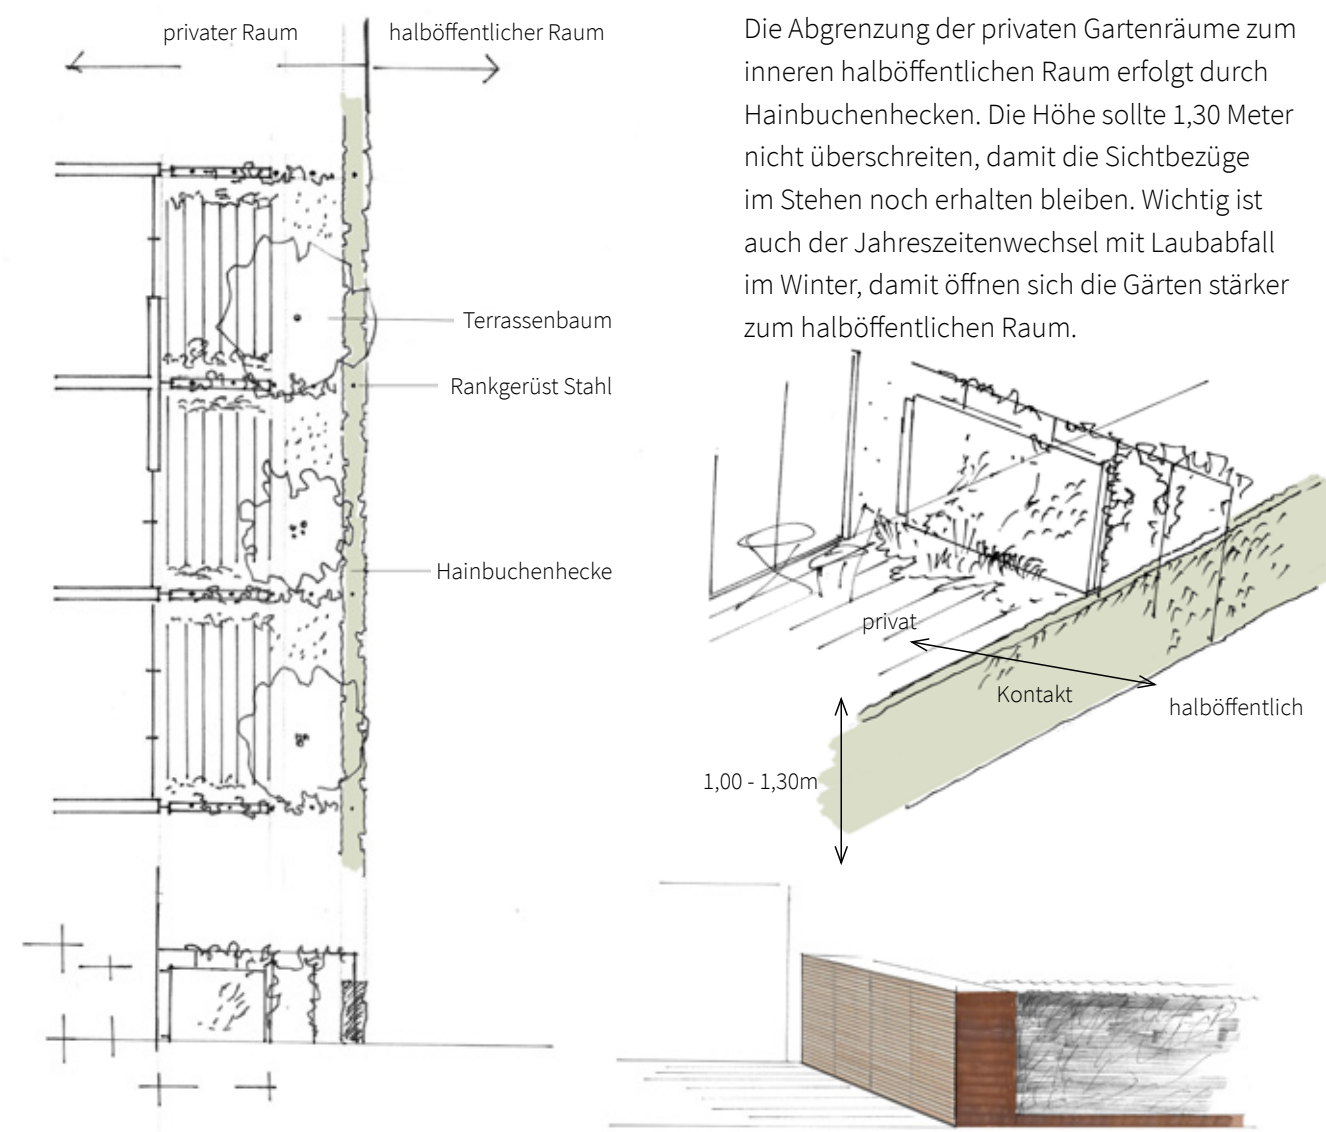 privater Raum
halböffentlicher Raum
Terrassenbaum
Rankgerüst Stahl
Hainbuchenhecke
Die Abgrenzung der privaten Gartenräume zum
inneren halböffentlichen Raum erfolgt durch
Hainbuchenhecken. Die Höhe sollte 1,30 Meter
nicht überschreiten, damit die Sichtbezüge
im Stehen noch erhalten bleiben. Wichtig ist
auch der Jahreszeitenwechsel mit Laubabfall
im Winter, damit öffnen sich die Gärten stärker
zum halböffentlichen Raum.
privat
Kontakt
halböffentlich
1,00 - 1,30m